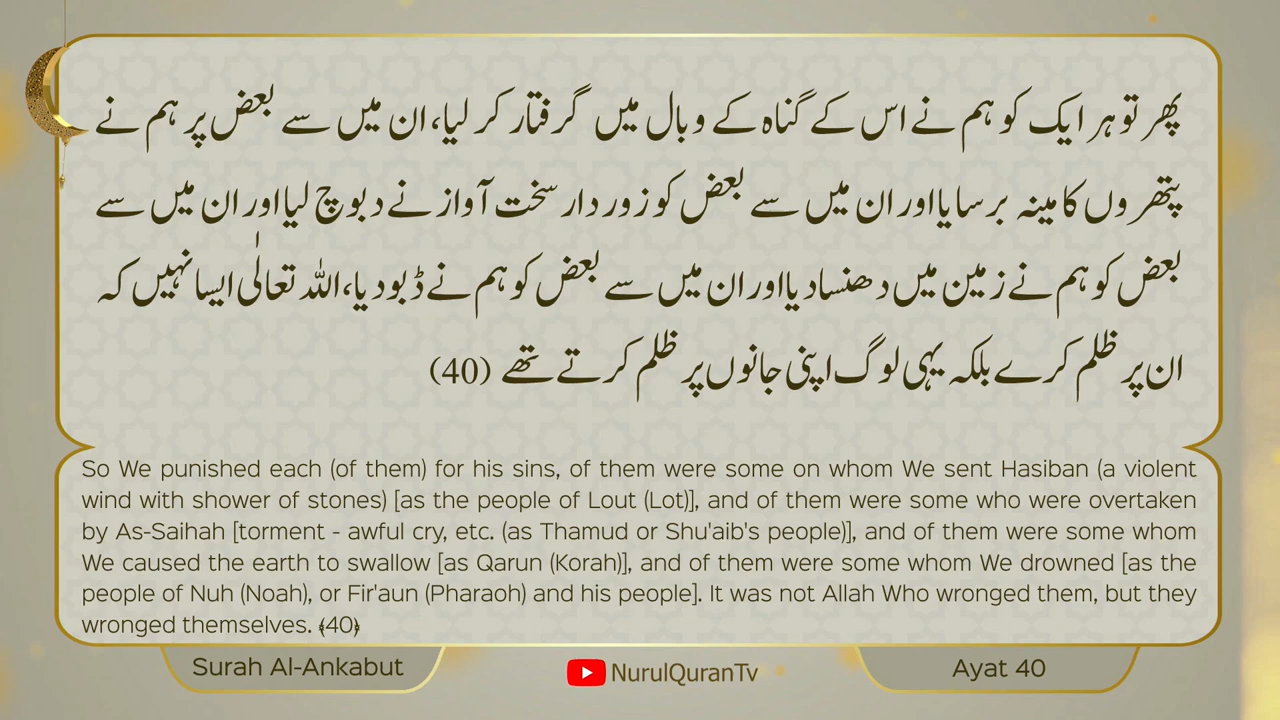 پھر تو ہر ایک کو ہم نے اس کے گناہ کے وبال میں گرفتار کر لیا، ان میں سے بعض پر ہم نے
پتھروں کا مینہ برسایا اور ان میں سے بعض کو زور دار سخت آواز نے دبوچ لیا اور ان میں سے
بعض کو ہم نے زمین میں دھنسا دیا اور ان میں سے بعض کو ہم نے ڈبو دیا، اللہ تعالٰی ایسا نہیں کہ
ان پر ظلم کرے بلکہ یہی لوگ اپنی جانوں پر ظلم کرتے تھے (40)
So We punished each (of them) for his sins, of them were some on whom We sent Hasiban (a violent
wind with shower of stones) [as the people of Lout (Lot)], and of them were some who were overtaken
by As-Saihah [torment - awful cry, etc. (as Thamud or Shu'aib's people)], and of them were some whom
We caused the earth to swallow [as Qarun (Korah)], and of them were some whom We drowned [as the
people of Nuh (Noah), or Fir'aun (Pharaoh) and his people]. It was not Allah Who wronged them, but they
wronged themselves. ﴾40﴿
Surah Al-Ankabut
NurulQuranTv
Ayat 40